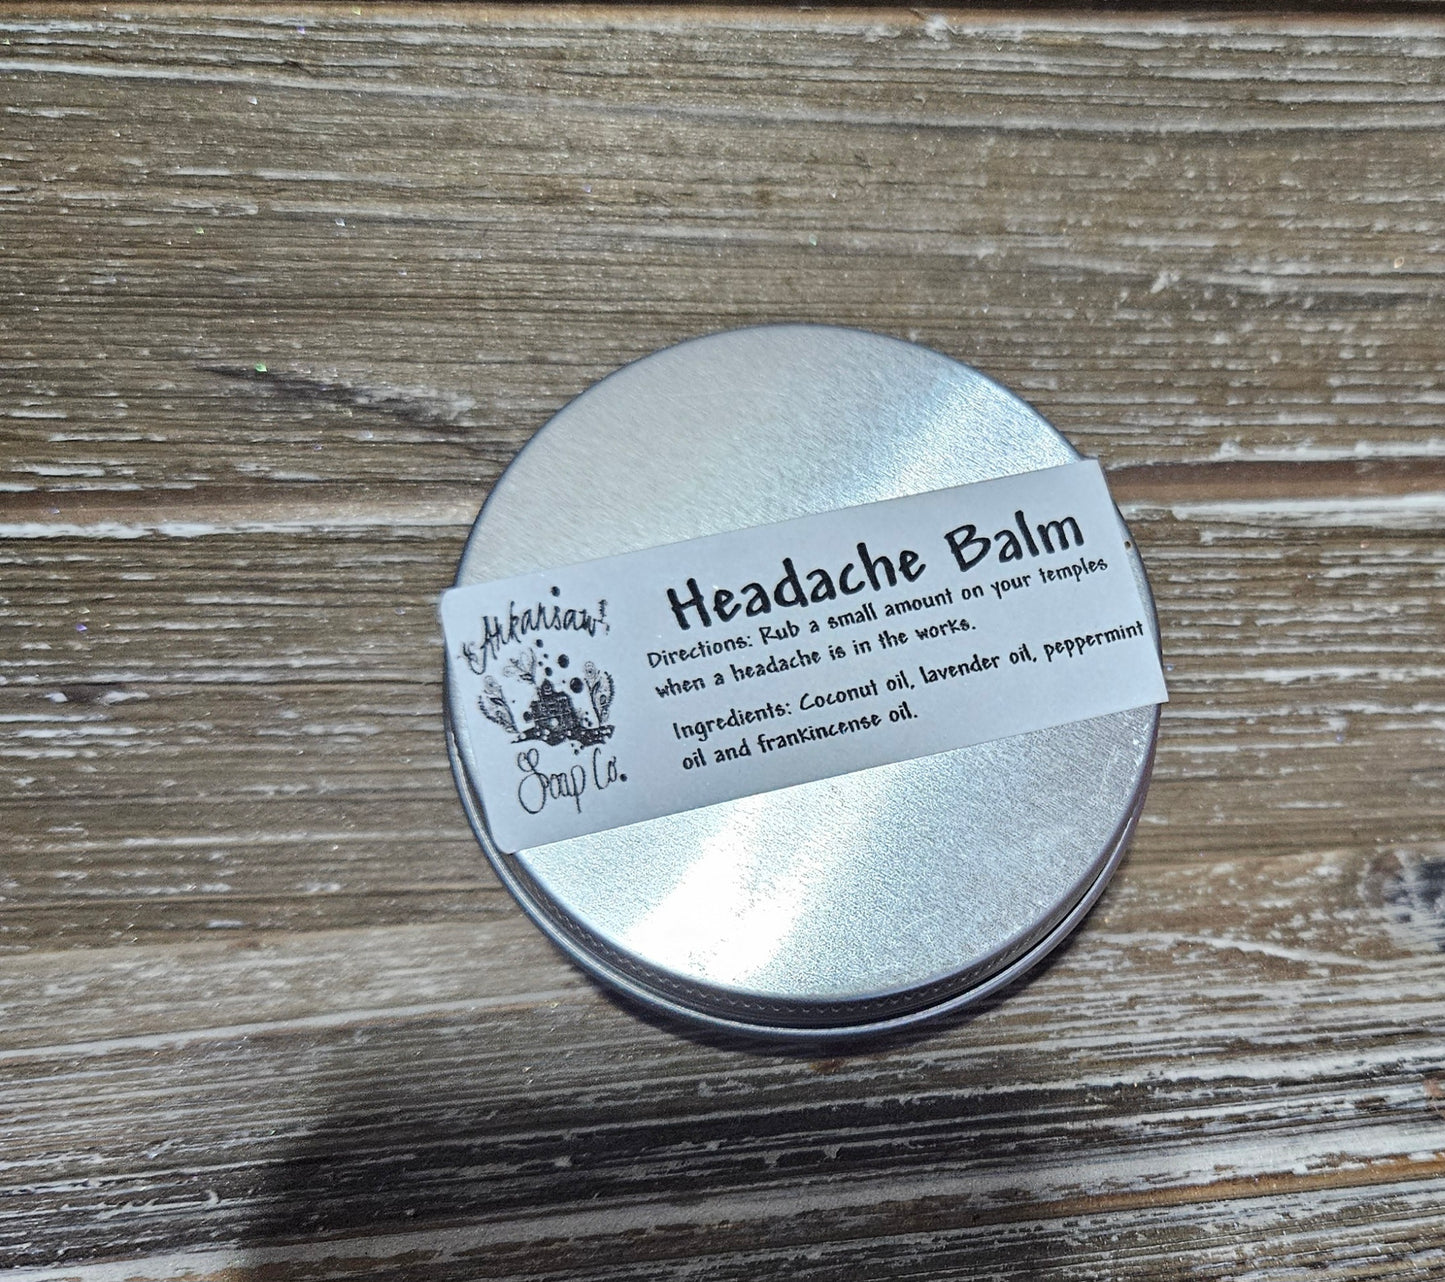 Arkansaw
Soap Co.
Headache Balm
Directions: Rub a small amount on your temples
when a headache is in the works.
Ingredients: Coconut oil, lavender oil, peppermint
oil and frankincense oil.